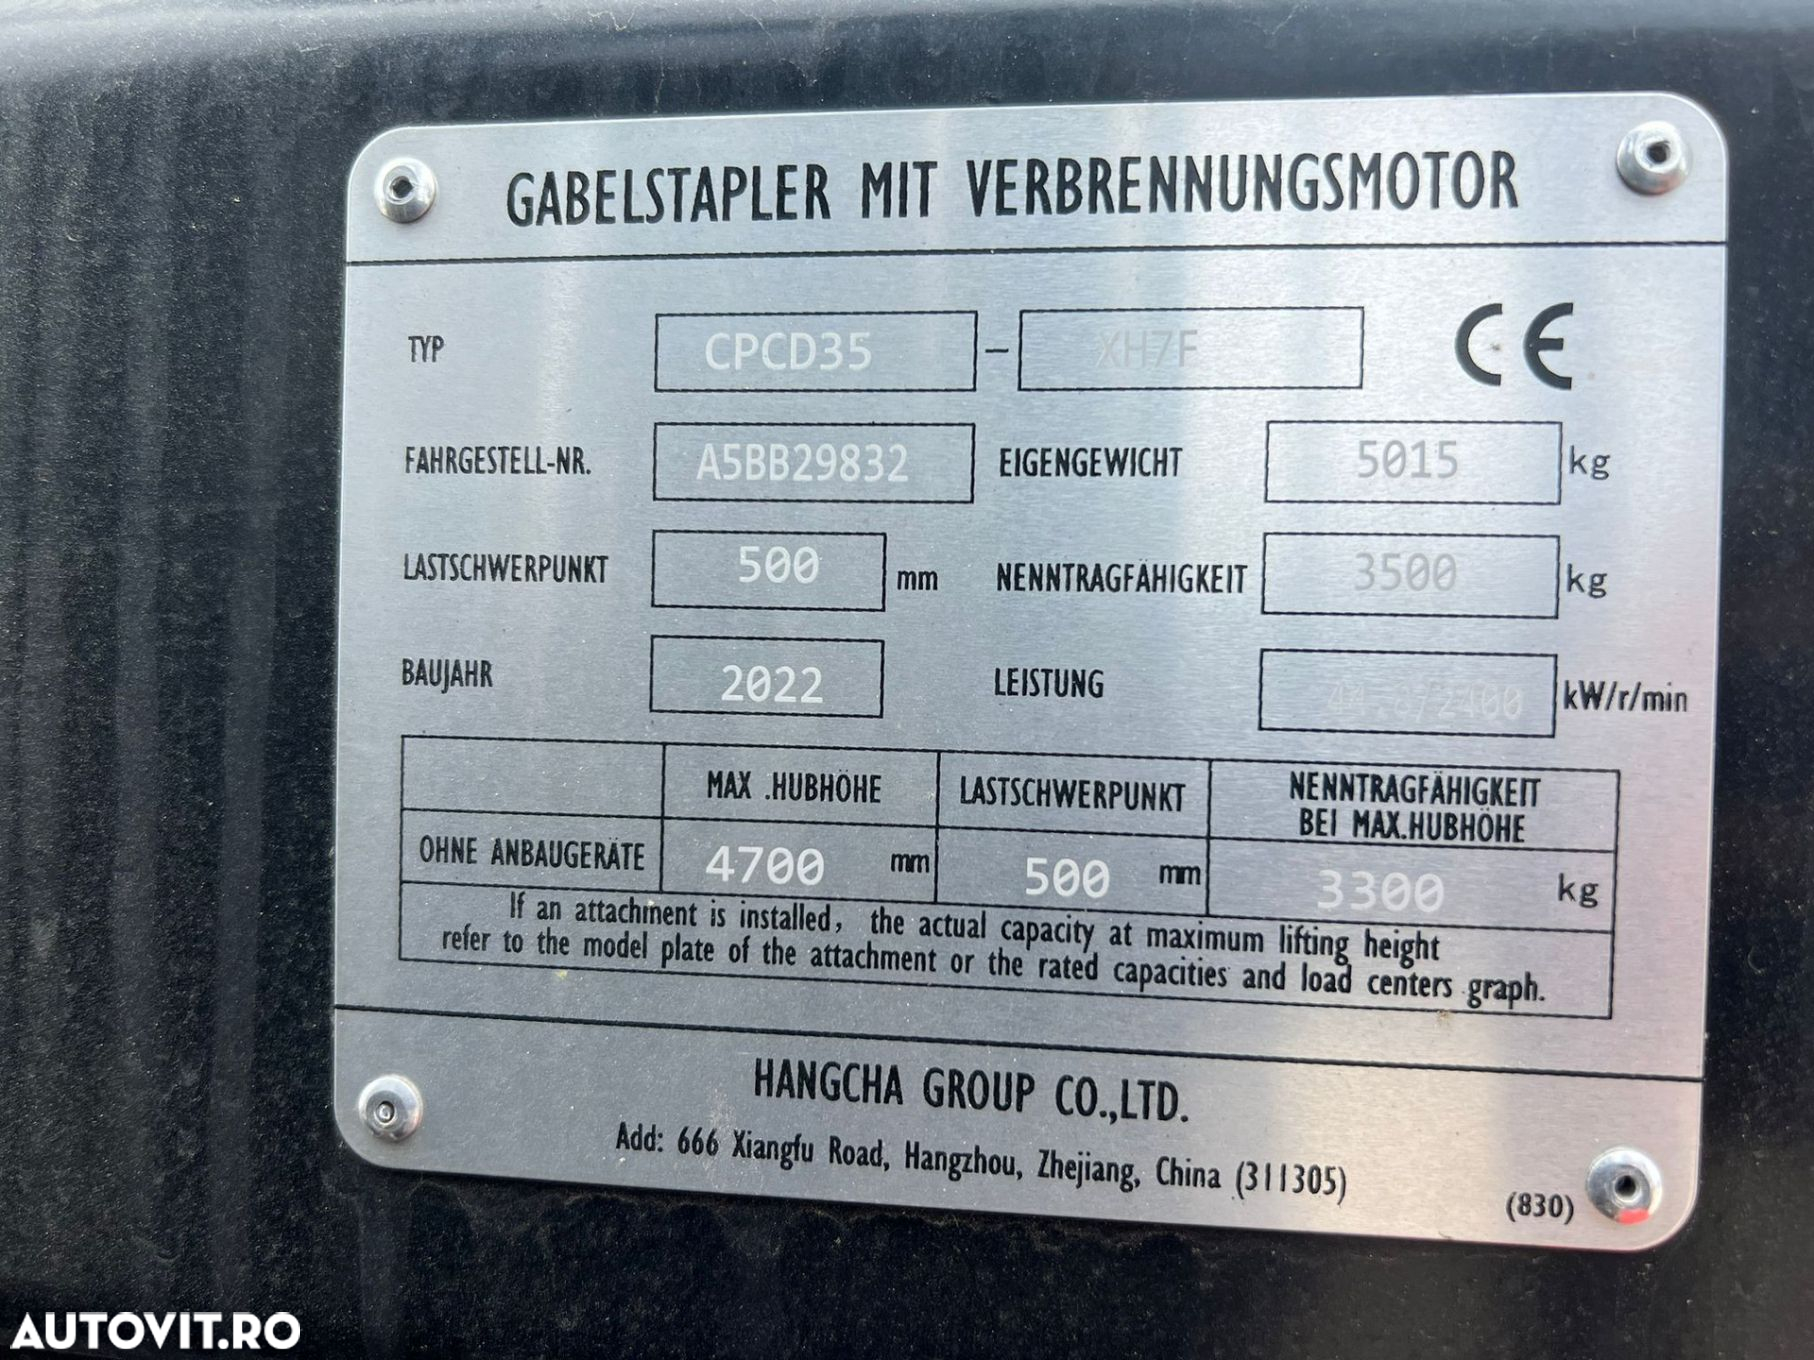 GABELSTAPLER MIT VERBRENNUNGSMOTOR
TYP CPCD35 - XH7F CE
FAHRGESTELL-NR. A5BB29832 EIGENGEWICHT 5015 kg
LASTSCHWERPUNKT 500 mm NENNTRAGFÄHIGKEIT 3500 kg
BAUJAHR 2022 LEISTUNG kW/r/min
MAX .HUBHÖHE LASTSCHWERPUNKT NENNTRAGFÄHIGKEIT
BEI MAX.HUBHÖHE
OHNE ANBAUGERÄTE 4700 mm 500 mm 3300 kg
If an attachment is installed, the actual capacity at maximum lifting height
refer to the model plate of the attachment or the rated capacities and load centers graph.
HANGCHA GROUP CO.,LTD.
Add: 666 Xiangfu Road, Hangzhou, Zhejiang, China (311305)
(830)
AUTOVIT.RO